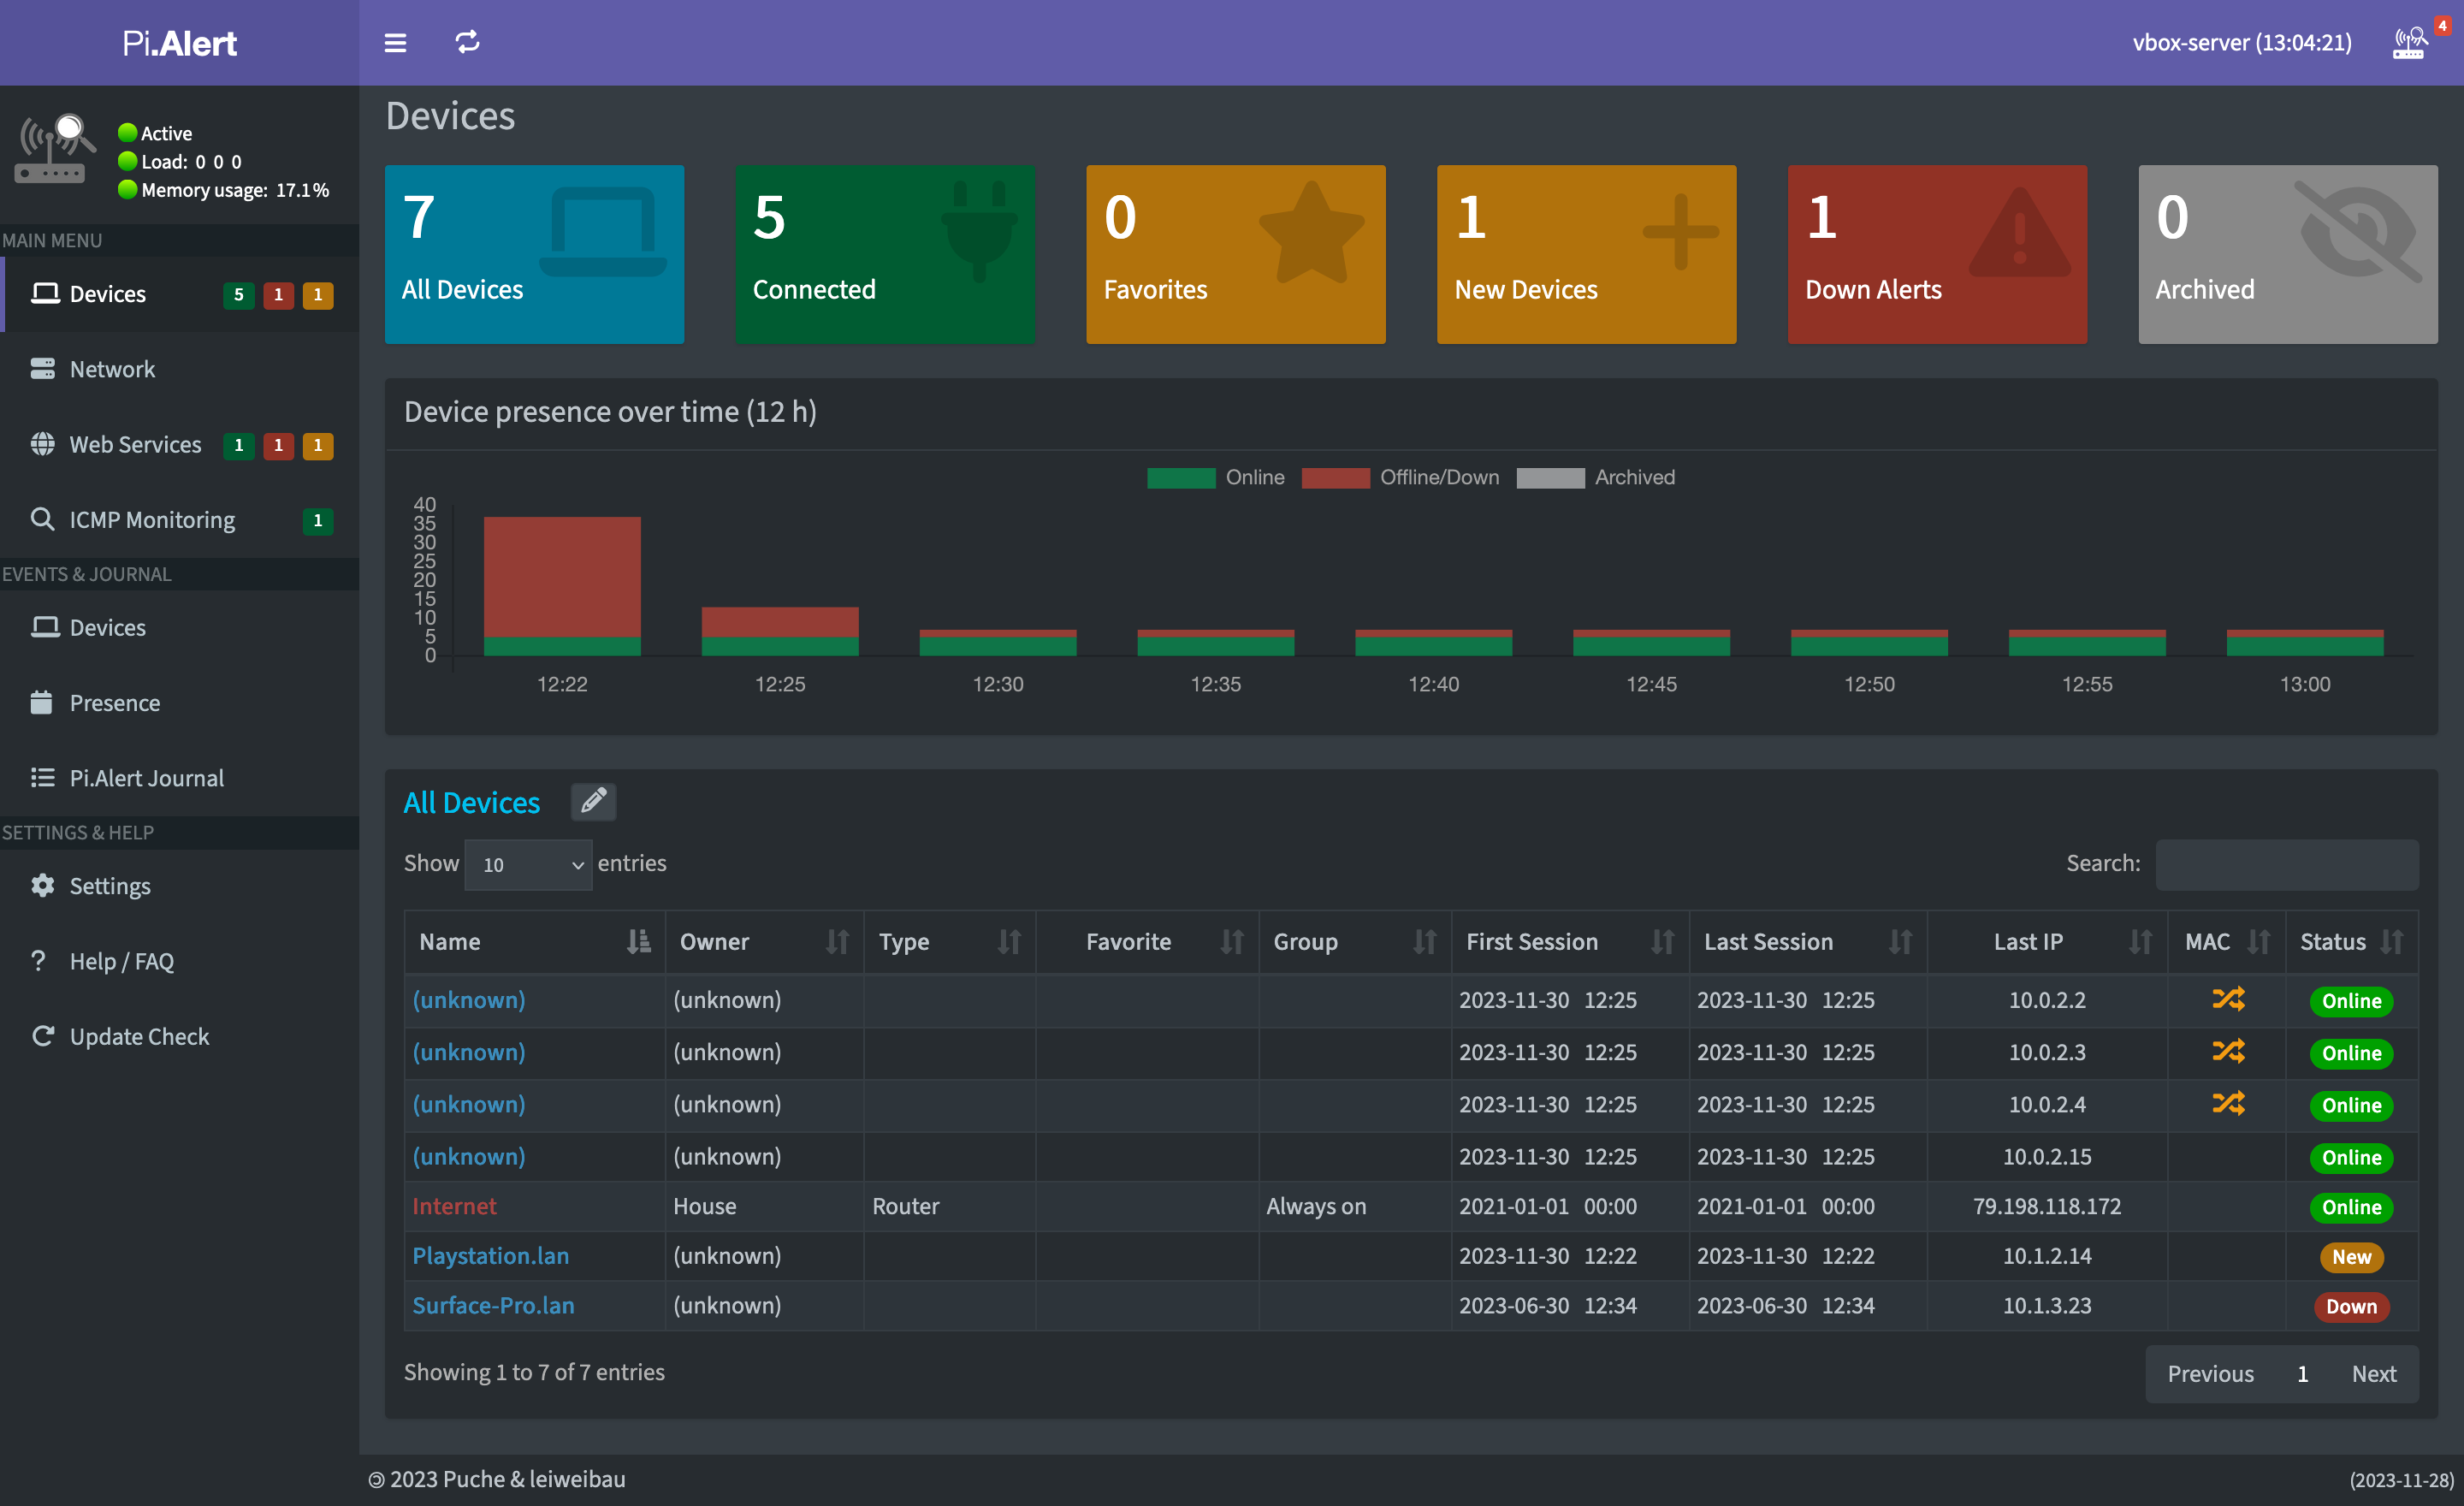 Pi.Alert
vbox-server (13:04:21)
4
Active
Load: 0 0 0
Memory usage: 17.1%
MAIN MENU
Devices 5 1 1
Network
Web Services 1 1 1
ICMP Monitoring 1
EVENTS & JOURNAL
Devices
Presence
Pi.Alert Journal
SETTINGS & HELP
Settings
Help / FAQ
Update Check
Devices
7
All Devices
5
Connected
0
Favorites
1
New Devices
1
Down Alerts
0
Archived
Device presence over time (12 h)
Online Offline/Down Archived
40
35
30
25
20
15
10
5
0
12:22 12:25 12:30 12:35 12:40 12:45 12:50 12:55 13:00
All Devices
Show 10 entries
Search:
Name Owner Type Favorite Group First Session Last Session Last IP MAC Status
(unknown) (unknown) 2023-11-30 12:25 2023-11-30 12:25 10.0.2.2 Online
(unknown) (unknown) 2023-11-30 12:25 2023-11-30 12:25 10.0.2.3 Online
(unknown) (unknown) 2023-11-30 12:25 2023-11-30 12:25 10.0.2.4 Online
(unknown) (unknown) 2023-11-30 12:25 2023-11-30 12:25 10.0.2.15 Online
Internet House Router Always on 2021-01-01 00:00 2021-01-01 00:00 79.198.118.172 Online
Playstation.lan (unknown) 2023-11-30 12:22 2023-11-30 12:22 10.1.2.14 New
Surface-Pro.lan (unknown) 2023-06-30 12:34 2023-06-30 12:34 10.1.3.23 Down
Showing 1 to 7 of 7 entries
Previous 1 Next
🄯 2023 Puche & leiweibau
(2023-11-28)